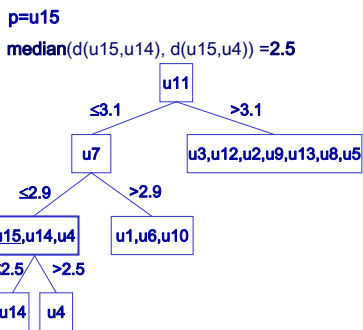 p=u15
median(d(u15,u14), d(u15,u4)) =2.5
u11
≤3.1 >3.1
u7 u3,u12,u2,u9,u13,u8,u5
≤2.9 >2.9
u15,u14,u4 u1,u6,u10
≤2.5 >2.5
u14 u4